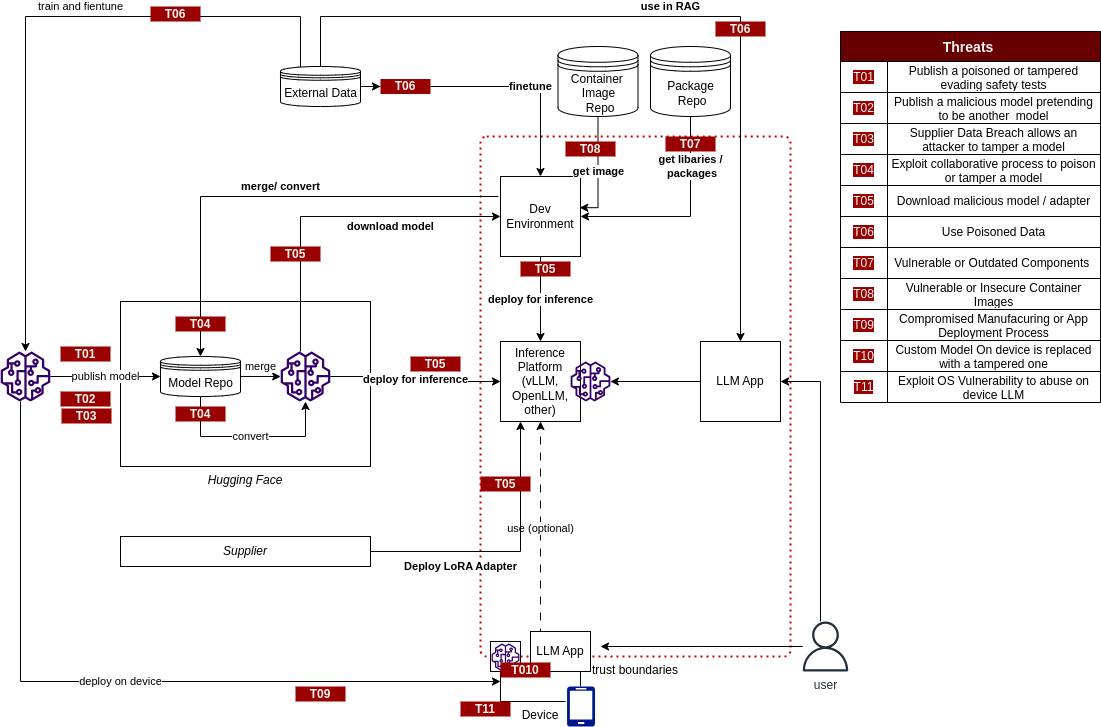 train and fientune
T06
use in RAG
T06
External Data
T06
finetune
Container
Image
Repo
Package
Repo
T08
T07
get image
get libaries /
packages
merge/ convert
Dev
Environment
download model
T05
T05
deploy for inference
T04
T01
publish model
T02
T03
Model Repo
merge
T04
convert
Hugging Face
T05
deploy for inference
Inference
Platform
(vLLM,
OpenLLM,
other)
LLM App
T05
use (optional)
Supplier
Deploy LoRA Adapter
LLM App
T010
trust boundaries
user
deploy on device
T09
T11
Device
Threats
T01
Publish a poisoned or tampered
evading safety tests
T02
Publish a malicious model pretending
to be another model
T03
Supplier Data Breach allows an
attacker to tamper a model
T04
Exploit collaborative process to poison
or tamper a model
T05
Download malicious model / adapter
T06
Use Poisoned Data
T07
Vulnerable or Outdated Components
T08
Vulnerable or Insecure Container
Images
T09
Compromised Manufacuring or App
Deployment Process
T10
Custom Model On device is replaced
with a tampered one
T11
Exploit OS Vulnerability to abuse on
device LLM